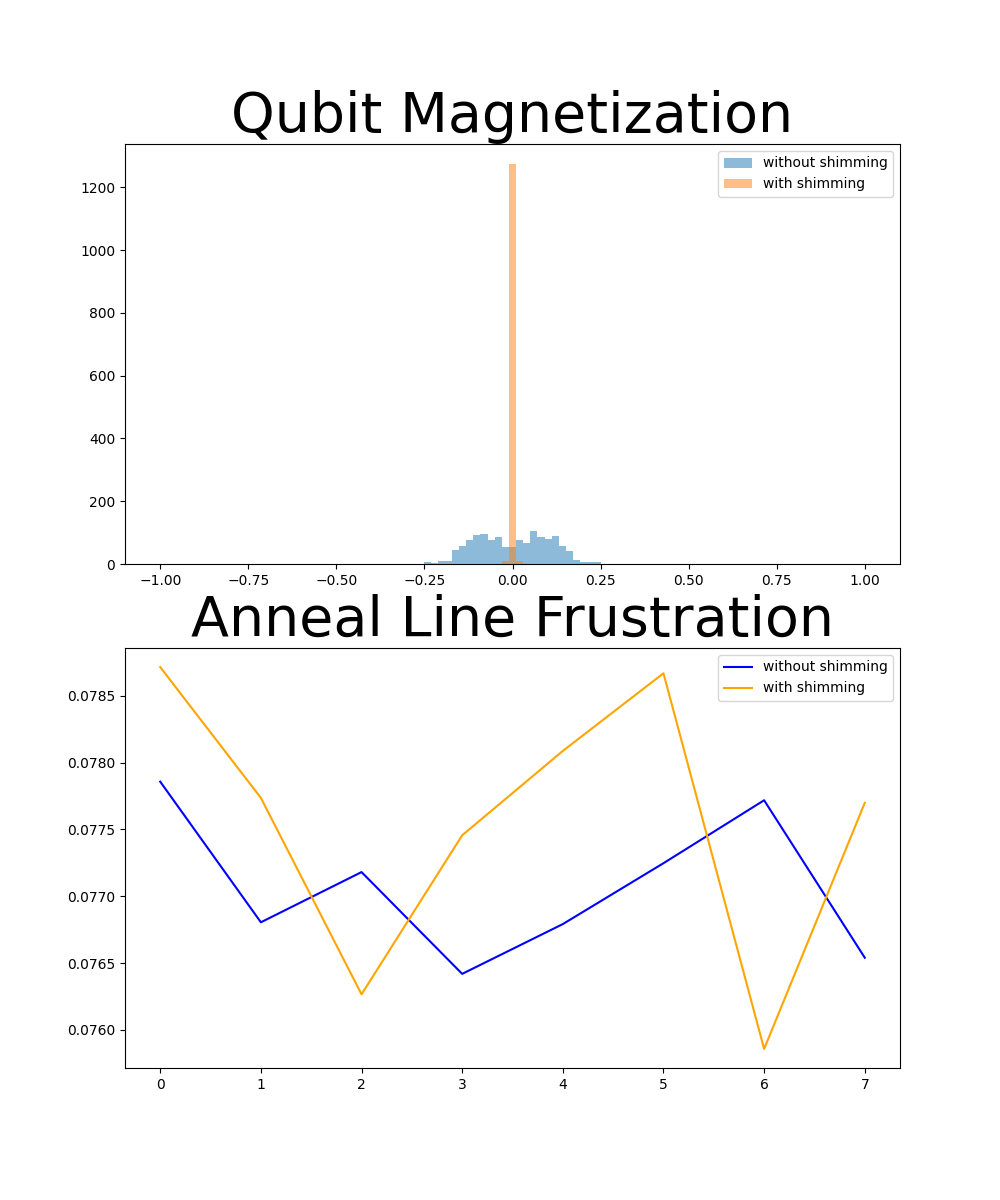 Qubit Magnetization
without shimming
with shimming
1200
1000
800
600
400
200
0
−1.00 −0.75 −0.50 −0.25 0.00 0.25 0.50 0.75 1.00
Anneal Line Frustration
without shimming
with shimming
0.0785
0.0780
0.0775
0.0770
0.0765
0.0760
0 1 2 3 4 5 6 7